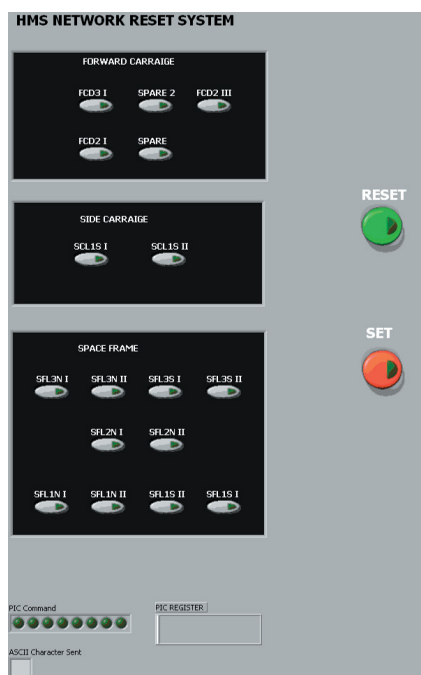 HMS NETWORK RESET SYSTEM
FORWARD CARRAIGE
FCD3 I SPARE 2 FCD2 III
FCD2 I SPARE
RESET
SIDE CARRAIGE
SCL1S I SCL1S II
SET
SPACE FRAME
SFL3N I SFL3N II SFL3S I SFL3S II
SFL2N I SFL2N II
SFL1N I SFL1N II SFL1S II SFL1S I
PIC Command PIC REGISTER
ASCII Character Sent